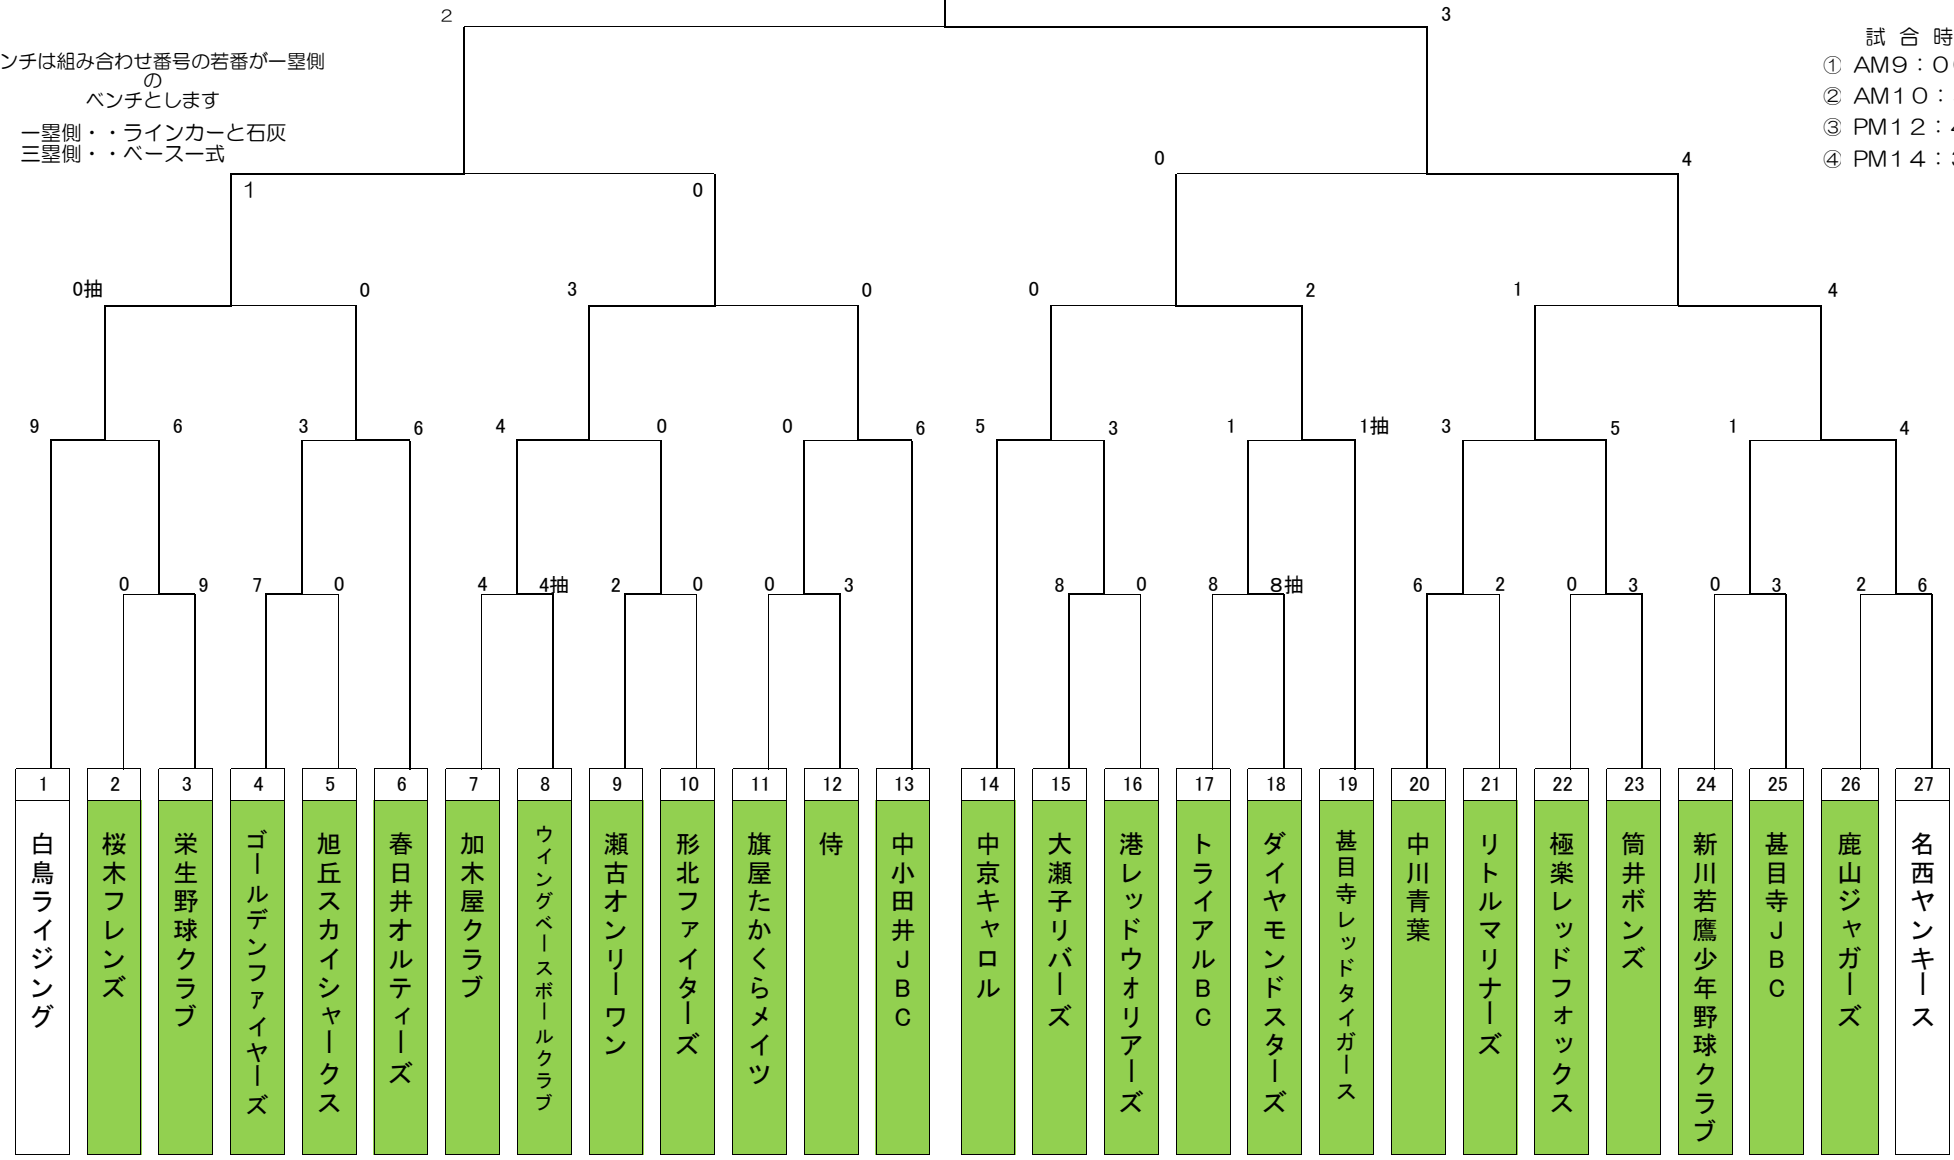 2 3
ンチは組み合わせ番号の若番が一塁側
の
ベンチとします
一塁側・・ラインカーと石灰
三塁側・・ベース一式
試 合 時
① AM9：0
② AM10：
③ PM12：
④ PM14：
0 4
1 0
0抽 0 3 0 0 2 1 4
9 6 3 6 4 0 0 6 5 3 1 1抽 3 5 1 4
0 9 7 0 4 4抽 2 0 0 3 8 0 8 8抽 6 2 0 3 0 3 2 6
1 2 3 4 5 6 7 8 9 10 11 12 13 14 15 16 17 18 19 20 21 22 23 24 25 26 27
白鳥ライジング
桜木フレンズ
栄生野球クラブ
ゴールデンファイヤーズ
旭丘スカイシャークス
春日井オルティーズ
加木屋クラブ
ウイングベースボールクラブ
瀬古オンリーワン
形北ファイターズ
旗屋たかくらメイツ
侍
中小田井JBC
中京キャロル
大瀬子リバーズ
港レッドウォリアーズ
トライアルBC
ダイヤモンドスターズ
甚目寺レッドタイガース
中川青葉
リトルマリナーズ
極楽レッドフォックス
筒井ボンズ
新川若鷹少年野球クラブ
甚目寺JBC
鹿山ジャガーズ
名西ヤンキース